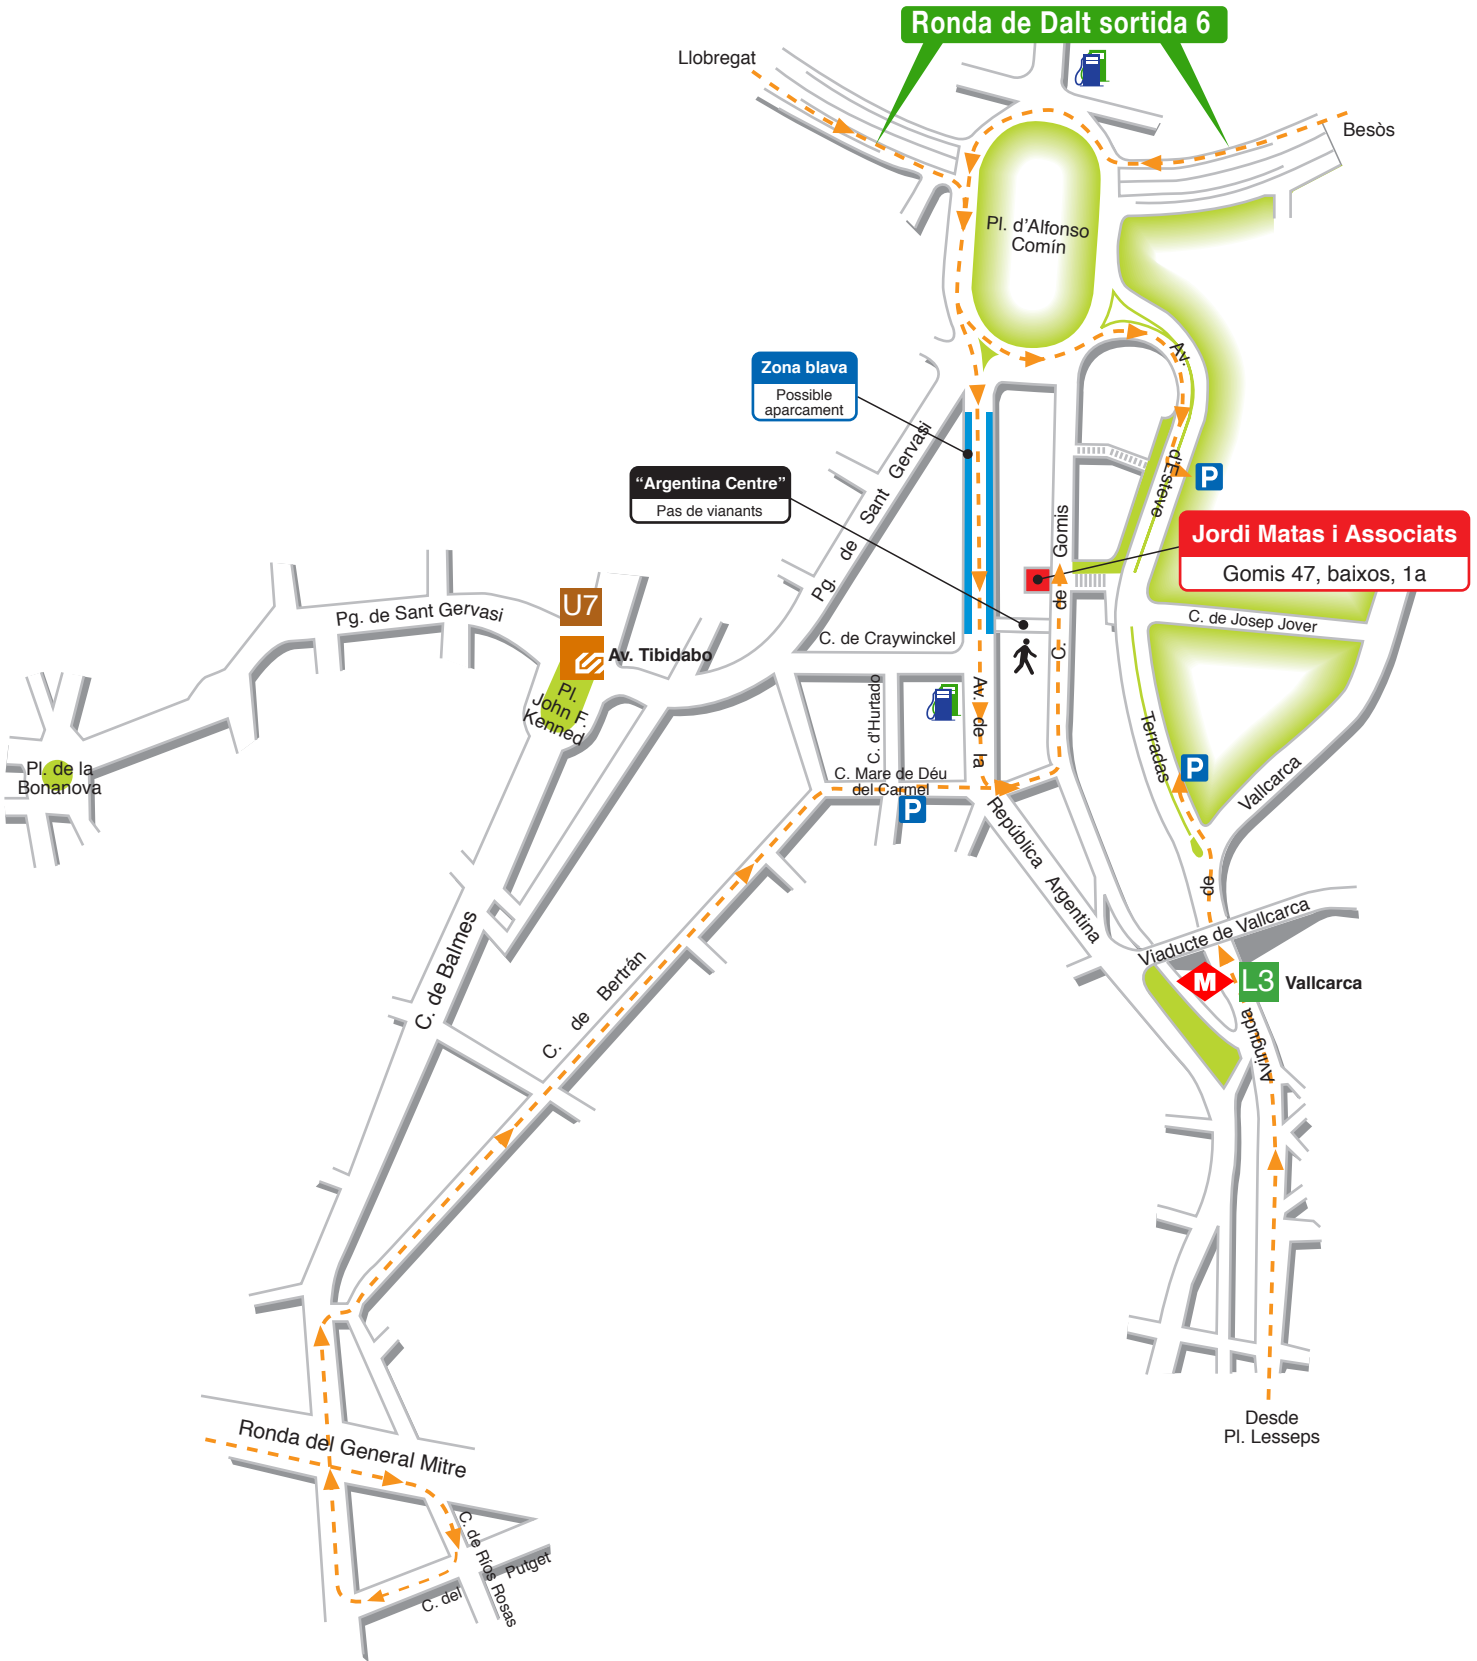 Ronda de Dalt sortida 6
Llobregat
Besòs
Pl. d'Alfonso
Comín
Zona blava
Possible
aparcament
Av.
d'Esteve
Terradas
P
“Argentina Centre”
Pas de vianants
Pg. de Sant Gervasi
C. de Gomis
Jordi Matas i Associats
Gomis 47, baixos, 1a
U7
Pg. de Sant Gervasi
C. de Josep Jover
C. de Craywinckel
Av. Tibidabo
Pl.
John F.
Kenned
C. d'Hurtado
Av. de la
República Argentina
Pl. de la
Bonanova
C. Mare de Déu
del Carmel
P
P
Avinguda de Vallcarca
Viaducte de Vallcarca
M
L3 Vallcarca
C. de Balmes
C. de Bertrán
Desde
Pl. Lesseps
Ronda del General Mitre
C. de Ríos Rosas
C. del Putget